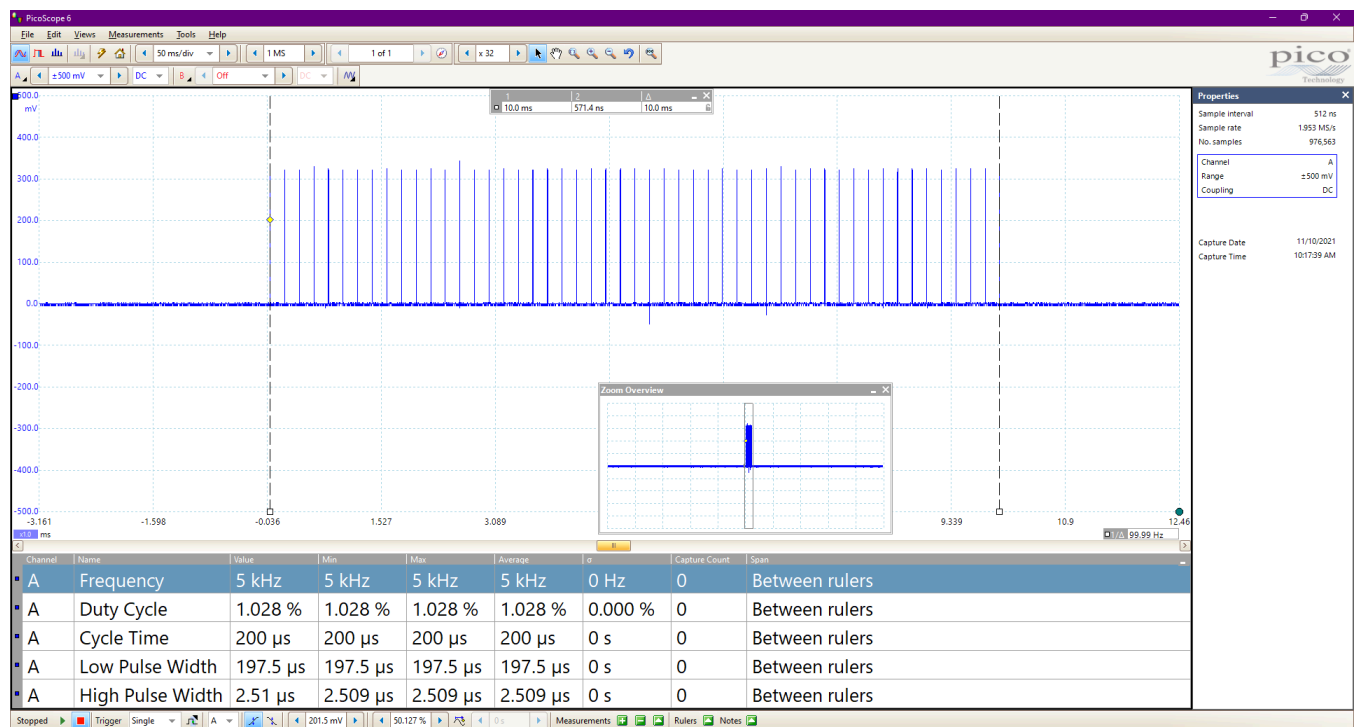 PicoScope 6
File Edit Views Measurements Tools Help
50 ms/div 1 MS 1 of 1 x 32
pico
Technology
A ±500 mV DC B Off DC
500.0
mV
400.0
300.0
200.0
100.0
0.0
-100.0
-200.0
-300.0
-400.0
-500.0
1 2 Δ
10.0 ms 571.4 ns 10.0 ms
Zoom Overview
-3.161 -1.598 -0.036 1.527 3.089 9.339 10.9 12.46
x1.0 ms
1/Δ 99.99 Hz
Properties
Sample interval 512 ns
Sample rate 1.953 MS/s
No. samples 976,563
Channel A
Range ±500 mV
Coupling DC
Capture Date 11/10/2021
Capture Time 10:17:39 AM
Channel Name Value Min Max Average σ Capture Count Span
A Frequency 5 kHz 5 kHz 5 kHz 5 kHz 0 Hz 0 Between rulers
A Duty Cycle 1.028 % 1.028 % 1.028 % 1.028 % 0.000 % 0 Between rulers
A Cycle Time 200 µs 200 µs 200 µs 200 µs 0 s 0 Between rulers
A Low Pulse Width 197.5 µs 197.5 µs 197.5 µs 197.5 µs 0 s 0 Between rulers
A High Pulse Width 2.51 µs 2.509 µs 2.509 µs 2.509 µs 0 s 0 Between rulers
Stopped Trigger Single A 201.5 mV 50.127 % 0 s Measurements Rulers Notes